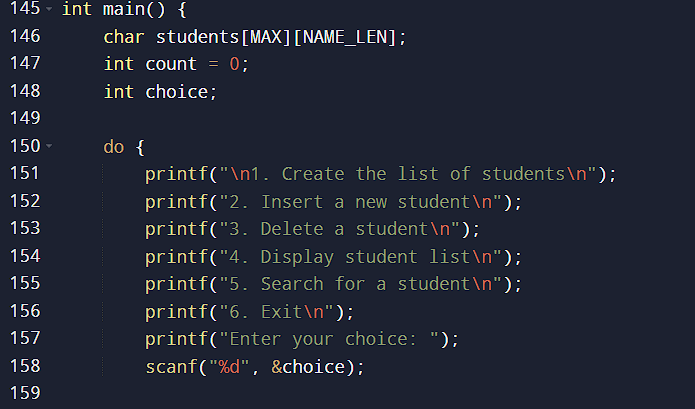 145 int main() {
146     char students[MAX][NAME_LEN];
147     int count = 0;
148     int choice;
149
150     do {
151         printf("\n1. Create the list of students\n");
152         printf("2. Insert a new student\n");
153         printf("3. Delete a student\n");
154         printf("4. Display student list\n");
155         printf("5. Search for a student\n");
156         printf("6. Exit\n");
157         printf("Enter your choice: ");
158         scanf("%d", &choice);
159